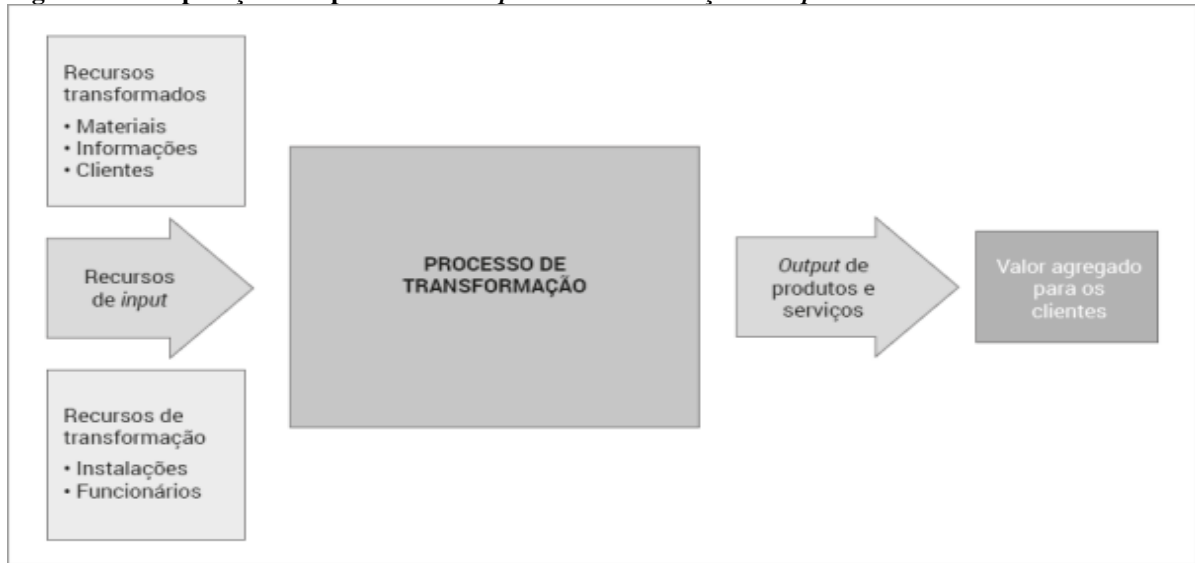 Recursos
transformados
• Materiais
• Informações
• Clientes
Recursos
de input
Recursos de
transformação
• Instalações
• Funcionários
PROCESSO DE
TRANSFORMAÇÃO
Output de
produtos e
serviços
Valor agregado
para os
clientes